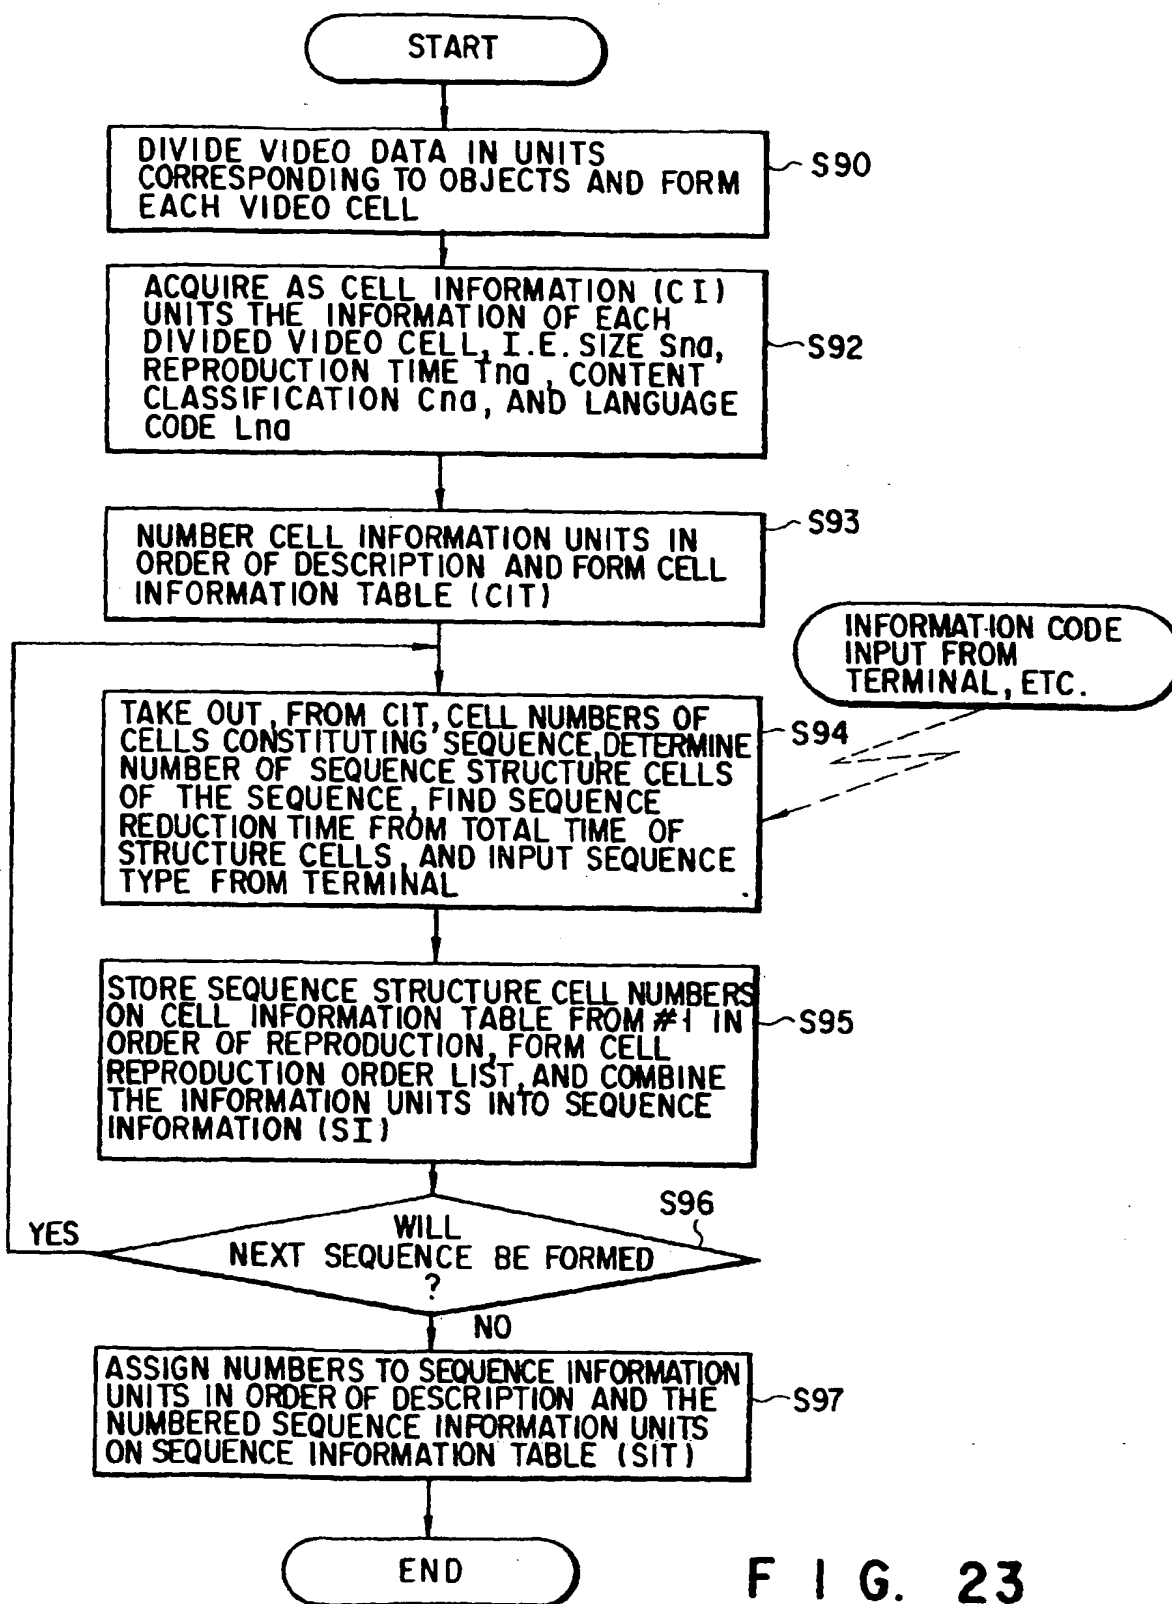 START
DIVIDE VIDEO DATA IN UNITS
CORRESPONDING TO OBJECTS AND FORM
EACH VIDEO CELL
S90
ACQUIRE AS CELL INFORMATION (CI)
UNITS THE INFORMATION OF EACH
DIVIDED VIDEO CELL, I.E. SIZE Sna,
REPRODUCTION TIME Tna, CONTENT
CLASSIFICATION Cna, AND LANGUAGE
CODE Lna
S92
NUMBER CELL INFORMATION UNITS IN
ORDER OF DESCRIPTION AND FORM CELL
INFORMATION TABLE (CIT)
S93
INFORMATION CODE
INPUT FROM
TERMINAL, ETC.
TAKE OUT, FROM CIT, CELL NUMBERS OF
CELLS CONSTITUTING SEQUENCE, DETERMINE
NUMBER OF SEQUENCE STRUCTURE CELLS
OF THE SEQUENCE, FIND SEQUENCE
REDUCTION TIME FROM TOTAL TIME OF
STRUCTURE CELLS, AND INPUT SEQUENCE
TYPE FROM TERMINAL
S94
STORE SEQUENCE STRUCTURE CELL NUMBERS
ON CELL INFORMATION TABLE FROM #1 IN
ORDER OF REPRODUCTION, FORM CELL
REPRODUCTION ORDER LIST, AND COMBINE
THE INFORMATION UNITS INTO SEQUENCE
INFORMATION (SI)
S95
S96
YES
WILL
NEXT SEQUENCE BE FORMED
?
NO
ASSIGN NUMBERS TO SEQUENCE INFORMATION
UNITS IN ORDER OF DESCRIPTION AND THE
NUMBERED SEQUENCE INFORMATION UNITS
ON SEQUENCE INFORMATION TABLE (SIT)
S97
END
FIG. 23